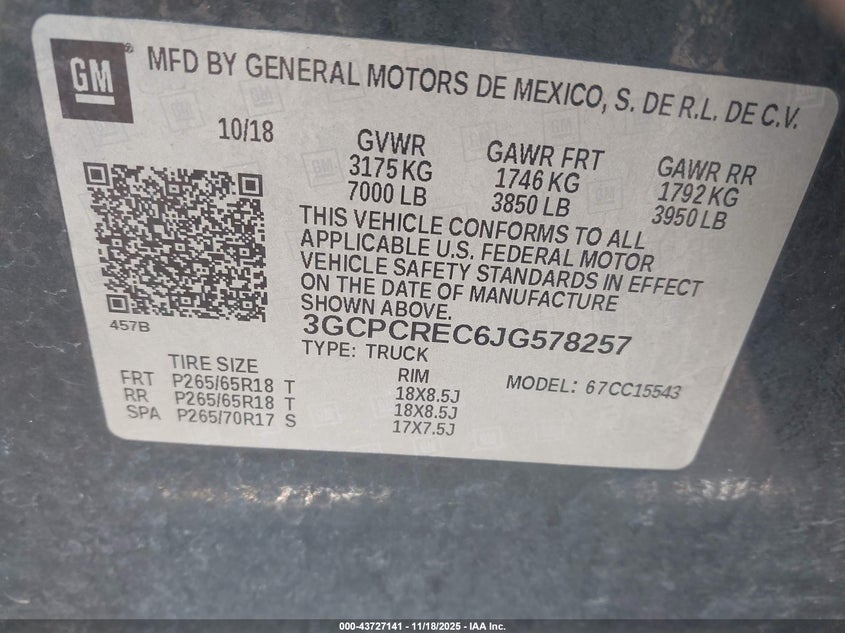 GM
MFD BY GENERAL MOTORS DE MEXICO, S. DE R.L. DE C.V.
10/18
GVWR
3175 KG
7000 LB
GAWR FRT
1746 KG
3850 LB
GAWR RR
1792 KG
3950 LB
THIS VEHICLE CONFORMS TO ALL
APPLICABLE U.S. FEDERAL MOTOR
VEHICLE SAFETY STANDARDS IN EFFECT
ON THE DATE OF MANUFACTURE
SHOWN ABOVE.
457B
3GCPCREC6JG578257
TYPE: TRUCK
MODEL: 67CC15543
TIRE SIZE RIM
FRT P265/65R18 T 18X8.5J
RR P265/65R18 T 18X8.5J
SPA P265/70R17 S 17X7.5J
000-43727141 — 11/18/2025 — IAA Inc.